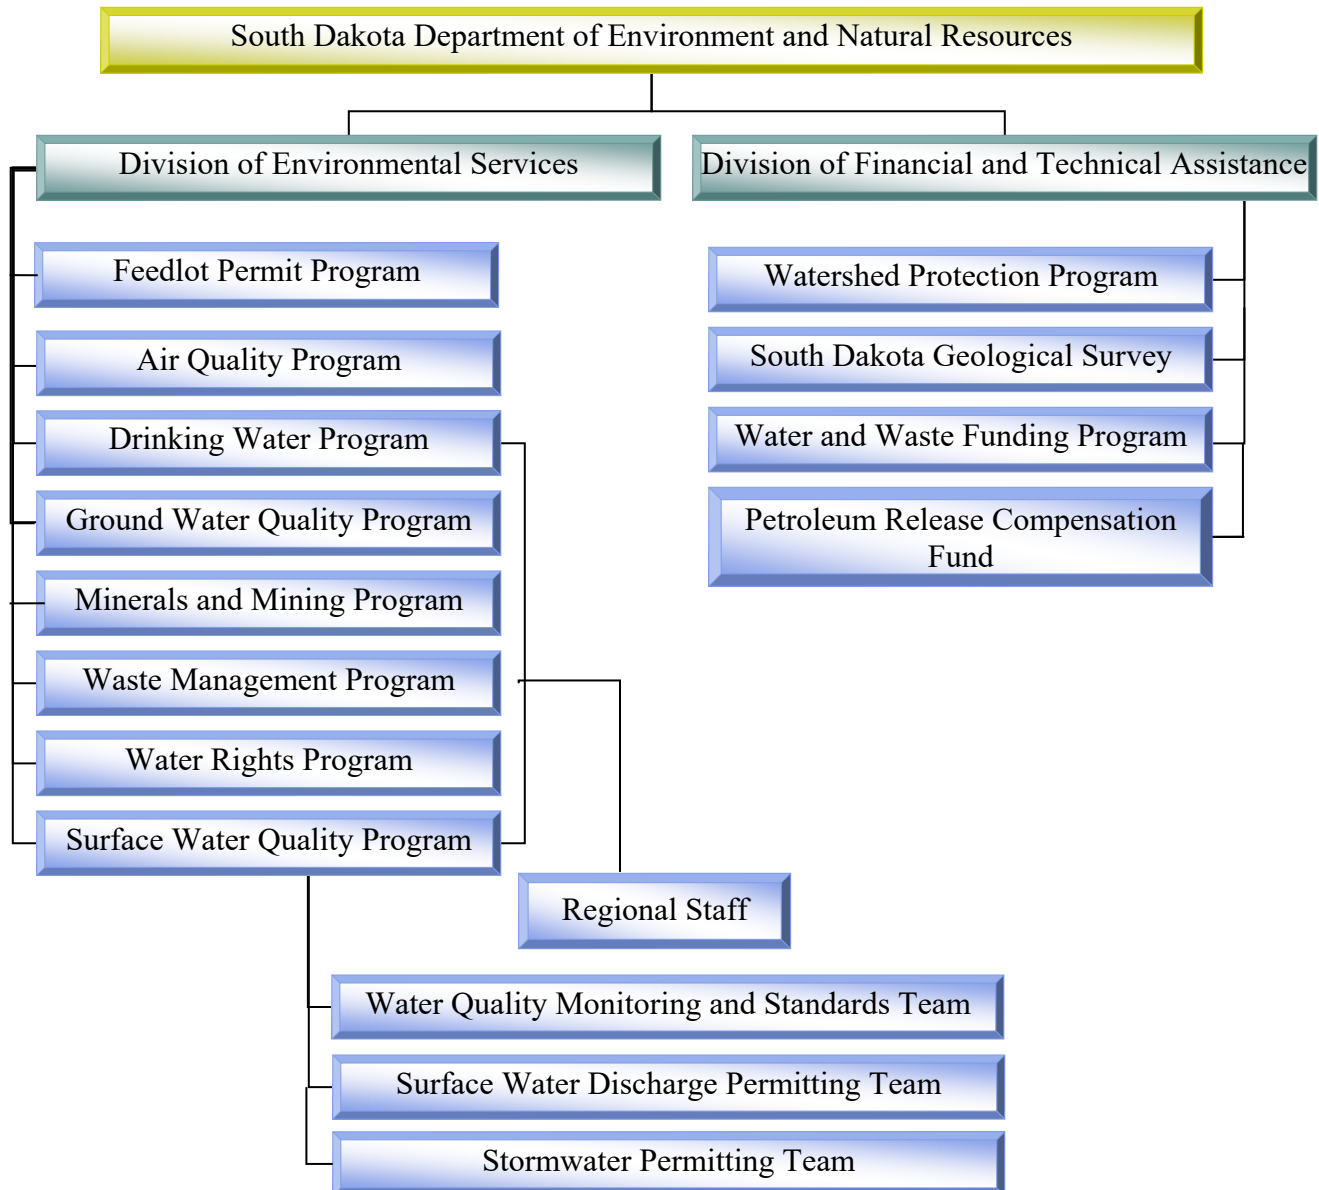 South Dakota Department of Environment and Natural Resources
Division of Environmental Services
Division of Financial and Technical Assistance
Feedlot Permit Program
Air Quality Program
Drinking Water Program
Ground Water Quality Program
Minerals and Mining Program
Waste Management Program
Water Rights Program
Surface Water Quality Program
Watershed Protection Program
South Dakota Geological Survey
Water and Waste Funding Program
Petroleum Release Compensation
Fund
Regional Staff
Water Quality Monitoring and Standards Team
Surface Water Discharge Permitting Team
Stormwater Permitting Team